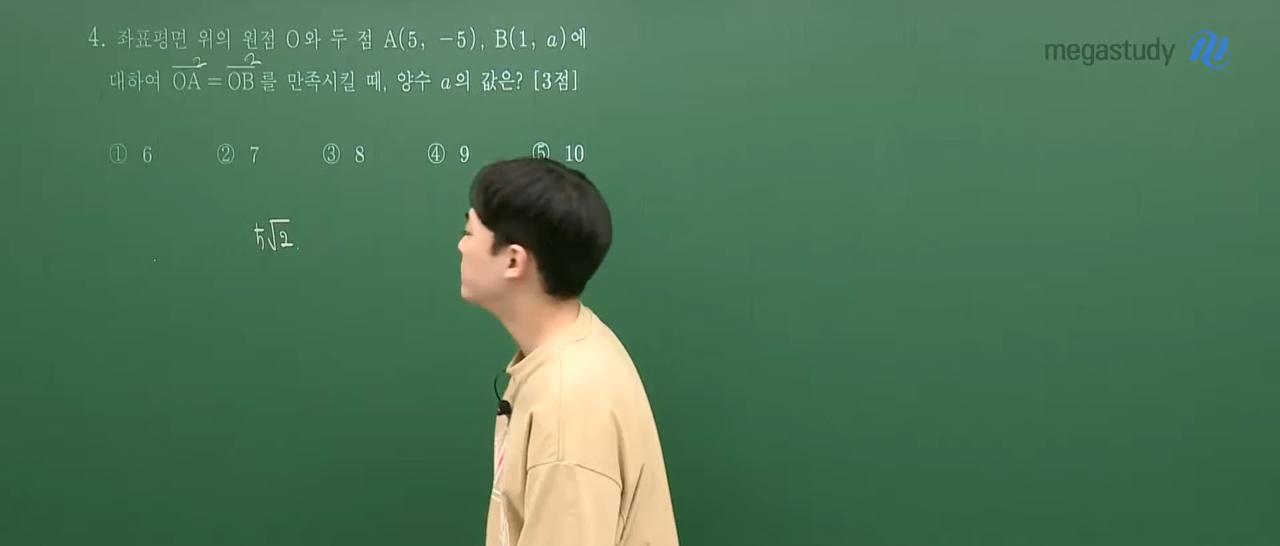 4. 좌표평면 위의 원점 O와 두 점 A(5, −5), B(1, a)에
대하여 OA² = OB²를 만족시킬 때, 양수 a의 값은? [3점]
① 6 ② 7 ③ 8 ④ 9 ⑤ 10
5√2.
megastudy